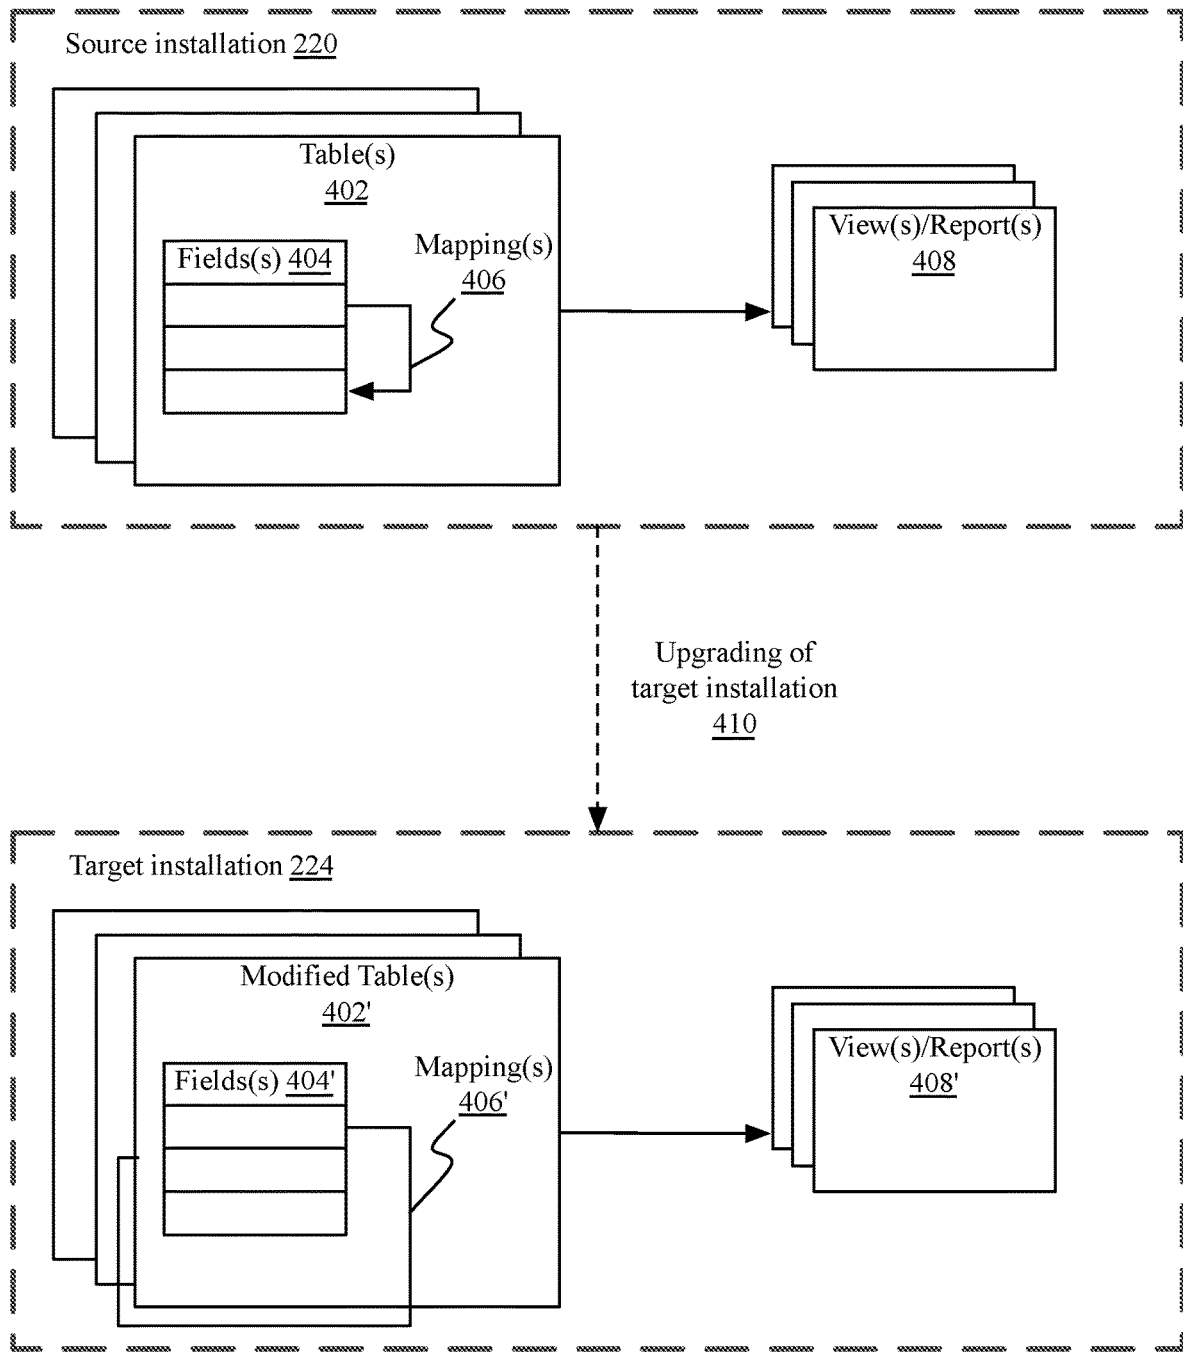 Source installation 220
Table(s)
402
Fields(s) 404
Mapping(s)
406
View(s)/Report(s)
408
Upgrading of
target installation
410
Target installation 224
Modified Table(s)
402'
Fields(s) 404'
Mapping(s)
406'
View(s)/Report(s)
408'